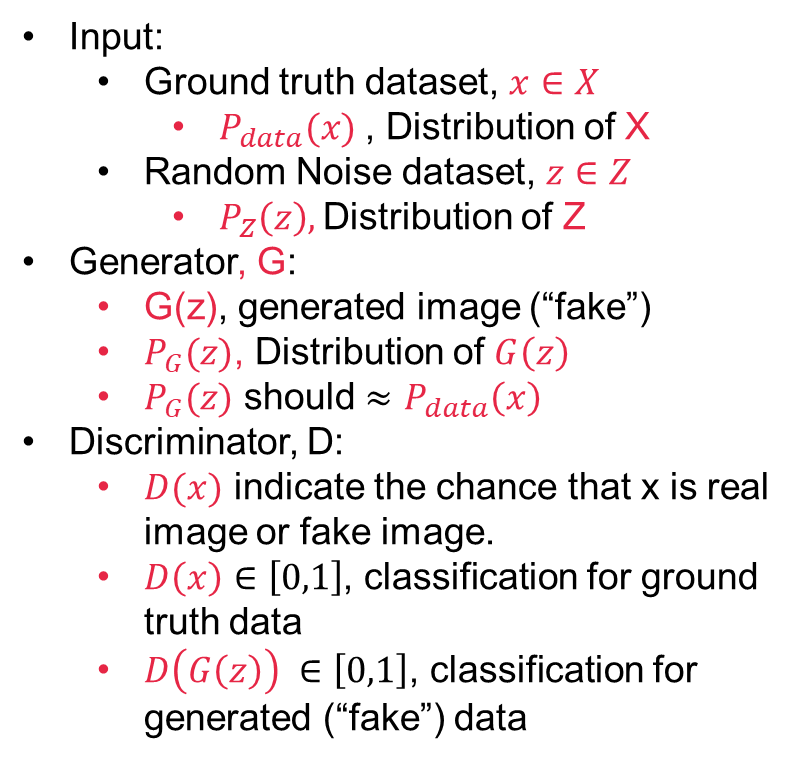 • Input:
• Ground truth dataset, x ∈ X
• P_data(x) , Distribution of X
• Random Noise dataset, z ∈ Z
• P_Z(z), Distribution of Z
• Generator, G:
• G(z), generated image (“fake”)
• P_G(z), Distribution of G(z)
• P_G(z) should ≈ P_data(x)
• Discriminator, D:
• D(x) indicate the chance that x is real
image or fake image.
• D(x) ∈ [0,1], classification for ground
truth data
• D(G(z)) ∈ [0,1], classification for
generated (“fake”) data